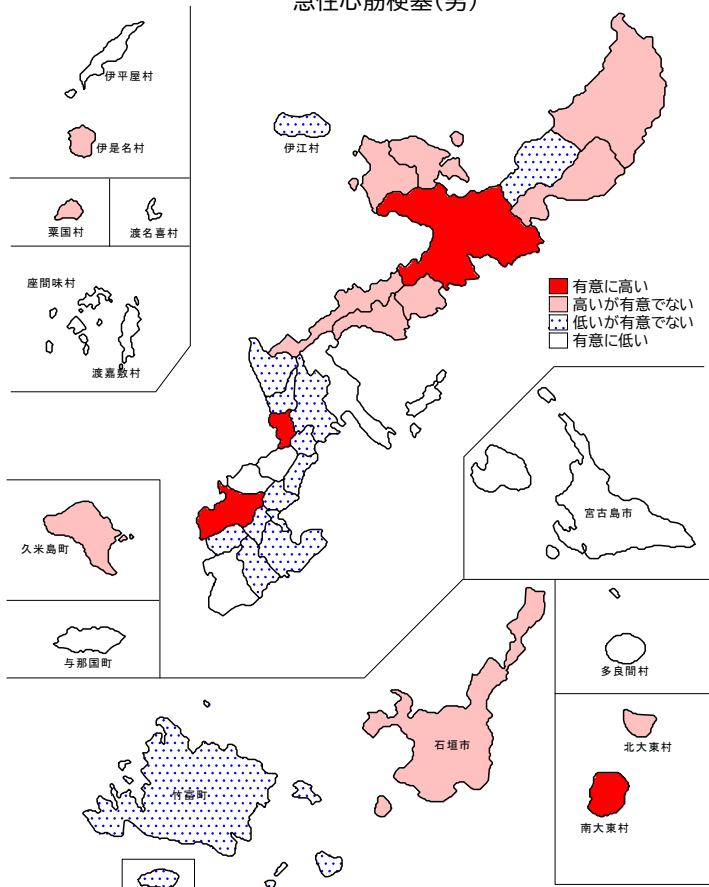 急性心筋梗塞(男)
伊平屋村
伊是名村
伊江村
粟国村
渡名喜村
座間味村
渡嘉敷村
有意に高い
高いが有意でない
低いが有意でない
有意に低い
宮古島市
久米島町
与那国町
多良間村
石垣市
北大東村
竹富町
南大東村